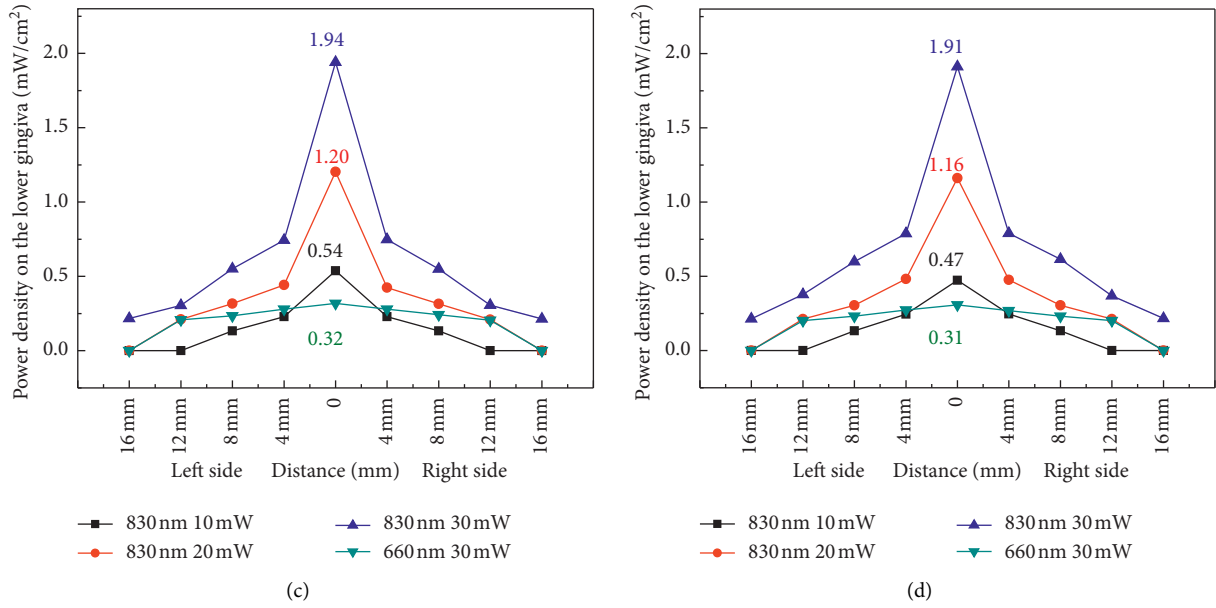 Power density on the lower gingiva (mW/cm²)
2.0
1.5
1.0
0.5
0.0
1.94
1.20
0.54
0.32
16 mm
12 mm
8 mm
4 mm
0
4 mm
8 mm
12 mm
16 mm
Left side Distance (mm) Right side
830 nm 10 mW 830 nm 30 mW
830 nm 20 mW 660 nm 30 mW
(c)
Power density on the lower gingiva (mW/cm²)
2.0
1.5
1.0
0.5
0.0
1.91
1.16
0.47
0.31
16 mm
12 mm
8 mm
4 mm
0
4 mm
8 mm
12 mm
16 mm
Left side Distance (mm) Right side
830 nm 10 mW 830 nm 30 mW
830 nm 20 mW 660 nm 30 mW
(d)